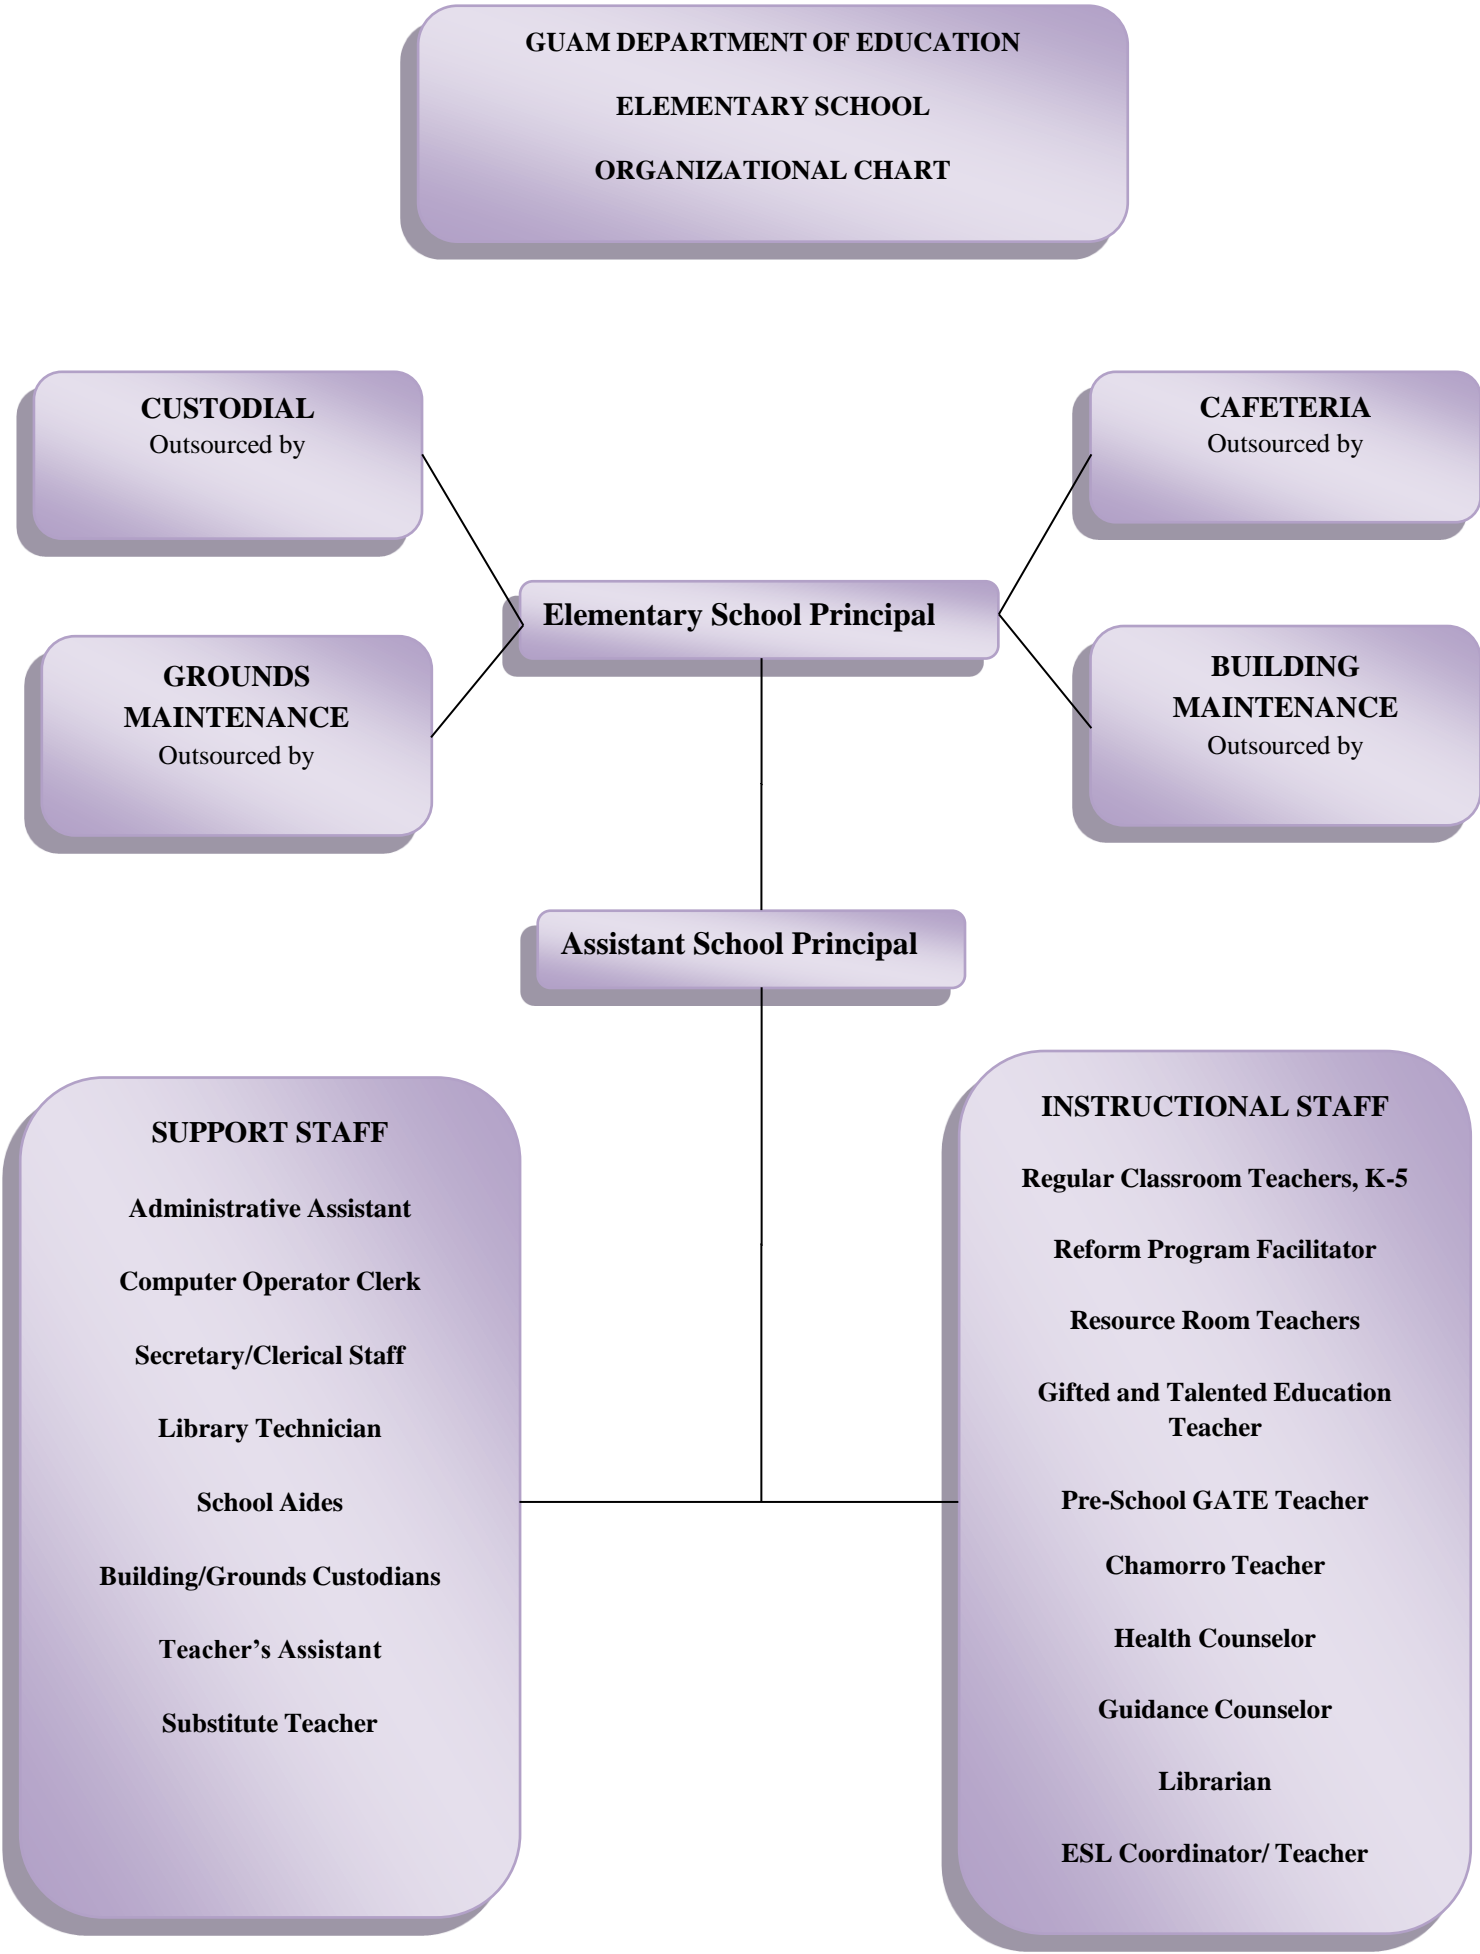 GUAM DEPARTMENT OF EDUCATION
ELEMENTARY SCHOOL
ORGANIZATIONAL CHART
CUSTODIAL
Outsourced by
CAFETERIA
Outsourced by
Elementary School Principal
GROUNDS
MAINTENANCE
Outsourced by
BUILDING
MAINTENANCE
Outsourced by
Assistant School Principal
SUPPORT STAFF
Administrative Assistant
Computer Operator Clerk
Secretary/Clerical Staff
Library Technician
School Aides
Building/Grounds Custodians
Teacher’s Assistant
Substitute Teacher
INSTRUCTIONAL STAFF
Regular Classroom Teachers, K-5
Reform Program Facilitator
Resource Room Teachers
Gifted and Talented Education
Teacher
Pre-School GATE Teacher
Chamorro Teacher
Health Counselor
Guidance Counselor
Librarian
ESL Coordinator/ Teacher